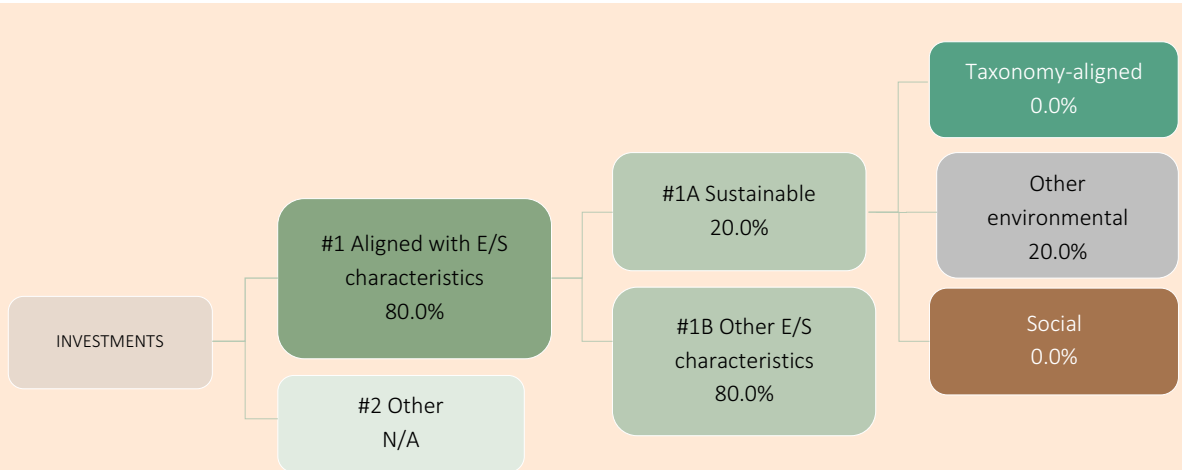 INVESTMENTS
#1 Aligned with E/S
characteristics
80.0%
#2 Other
N/A
#1A Sustainable
20.0%
#1B Other E/S
characteristics
80.0%
Taxonomy-aligned
0.0%
Other
environmental
20.0%
Social
0.0%